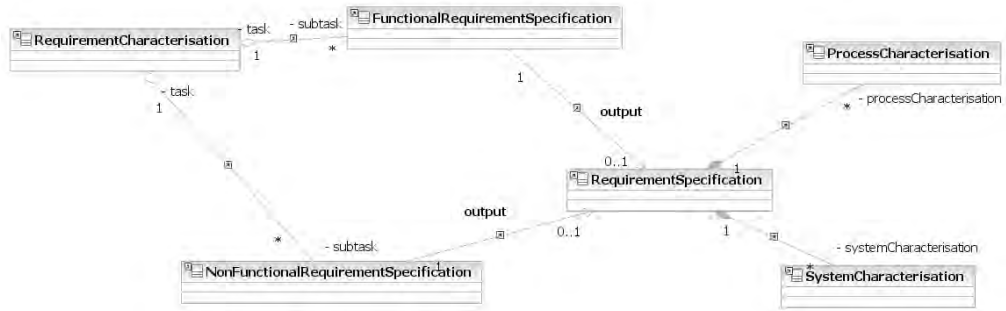 FunctionalRequirementSpecification
- task
- subtask
RequirementCharacterisation
1
*
ProcessCharacterisation
1
- task
1
output
* - processCharacterisation
0..1
1
RequirementSpecification
output
0..1
1
* - subtask
- systemCharacterisation
1
*
NonFunctionalRequirementSpecification
SystemCharacterisation